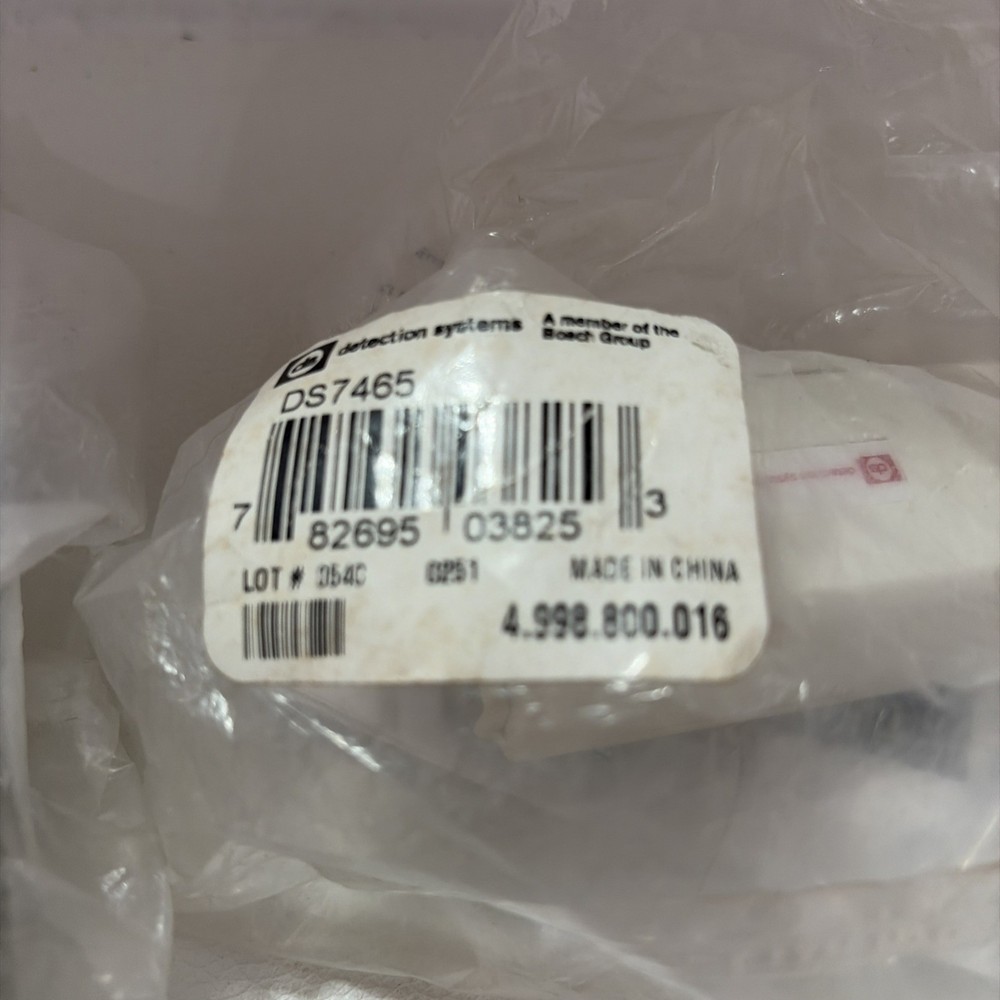 ds detection systems A member of the
Bosch Group
DS7465
7 82695 03825 3
LOT # 0251 MADE IN CHINA
4.998.800.016